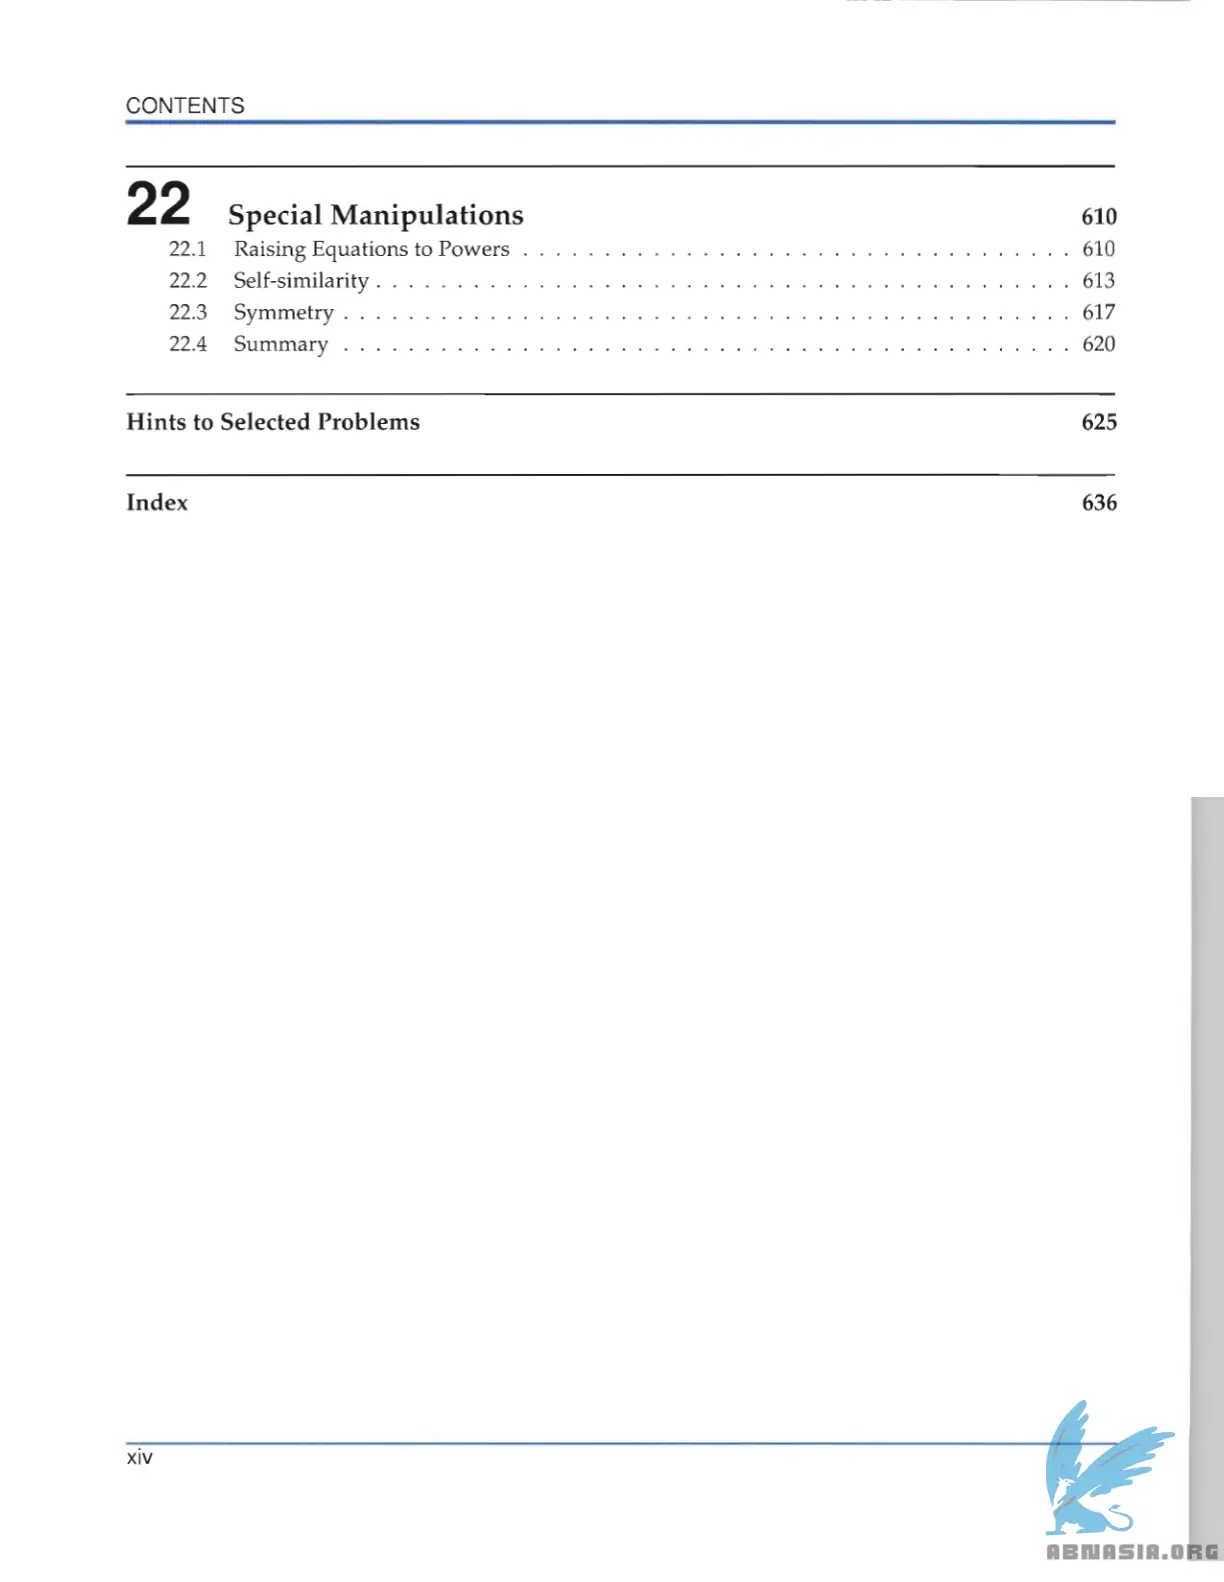 CONTENTS
22 Special Manipulations 610
22.1 Raising Equations to Powers . . . . . . . . . . . . . . . . . . . . . . . . . . . . . . . . . . 610
22.2 Self-similarity . . . . . . . . . . . . . . . . . . . . . . . . . . . . . . . . . . . . . . . . . . . 613
22.3 Symmetry . . . . . . . . . . . . . . . . . . . . . . . . . . . . . . . . . . . . . . . . . . . . . 617
22.4 Summary . . . . . . . . . . . . . . . . . . . . . . . . . . . . . . . . . . . . . . . . . . . . . 620
Hints to Selected Problems 625
Index 636
xiv
ABNASIA.ORG